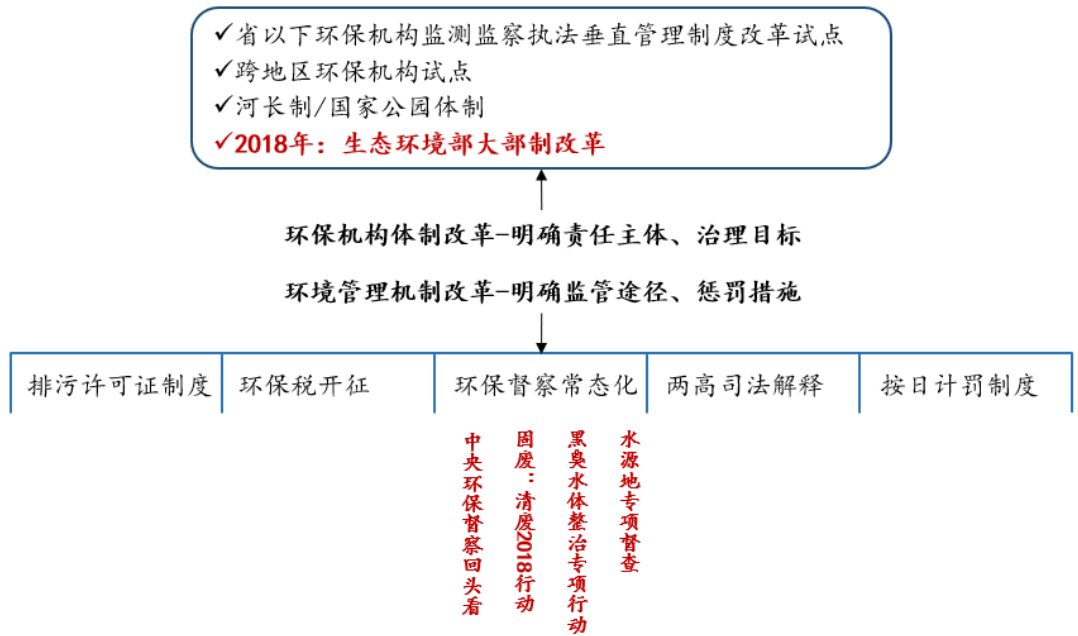 ✓省以下环保机构监测监察执法垂直管理制度改革试点
✓跨地区环保机构试点
✓河长制/国家公园体制
✓2018年：生态环境部大部制改革
环保机构体制改革-明确责任主体、治理目标
环境管理机制改革-明确监管途径、惩罚措施
排污许可证制度
环保税开征
环保督察常态化
两高司法解释
按日计罚制度
中央环保督察回头看
固废：清废2018行动
黑臭水体整治专项行动
水源地专项督查